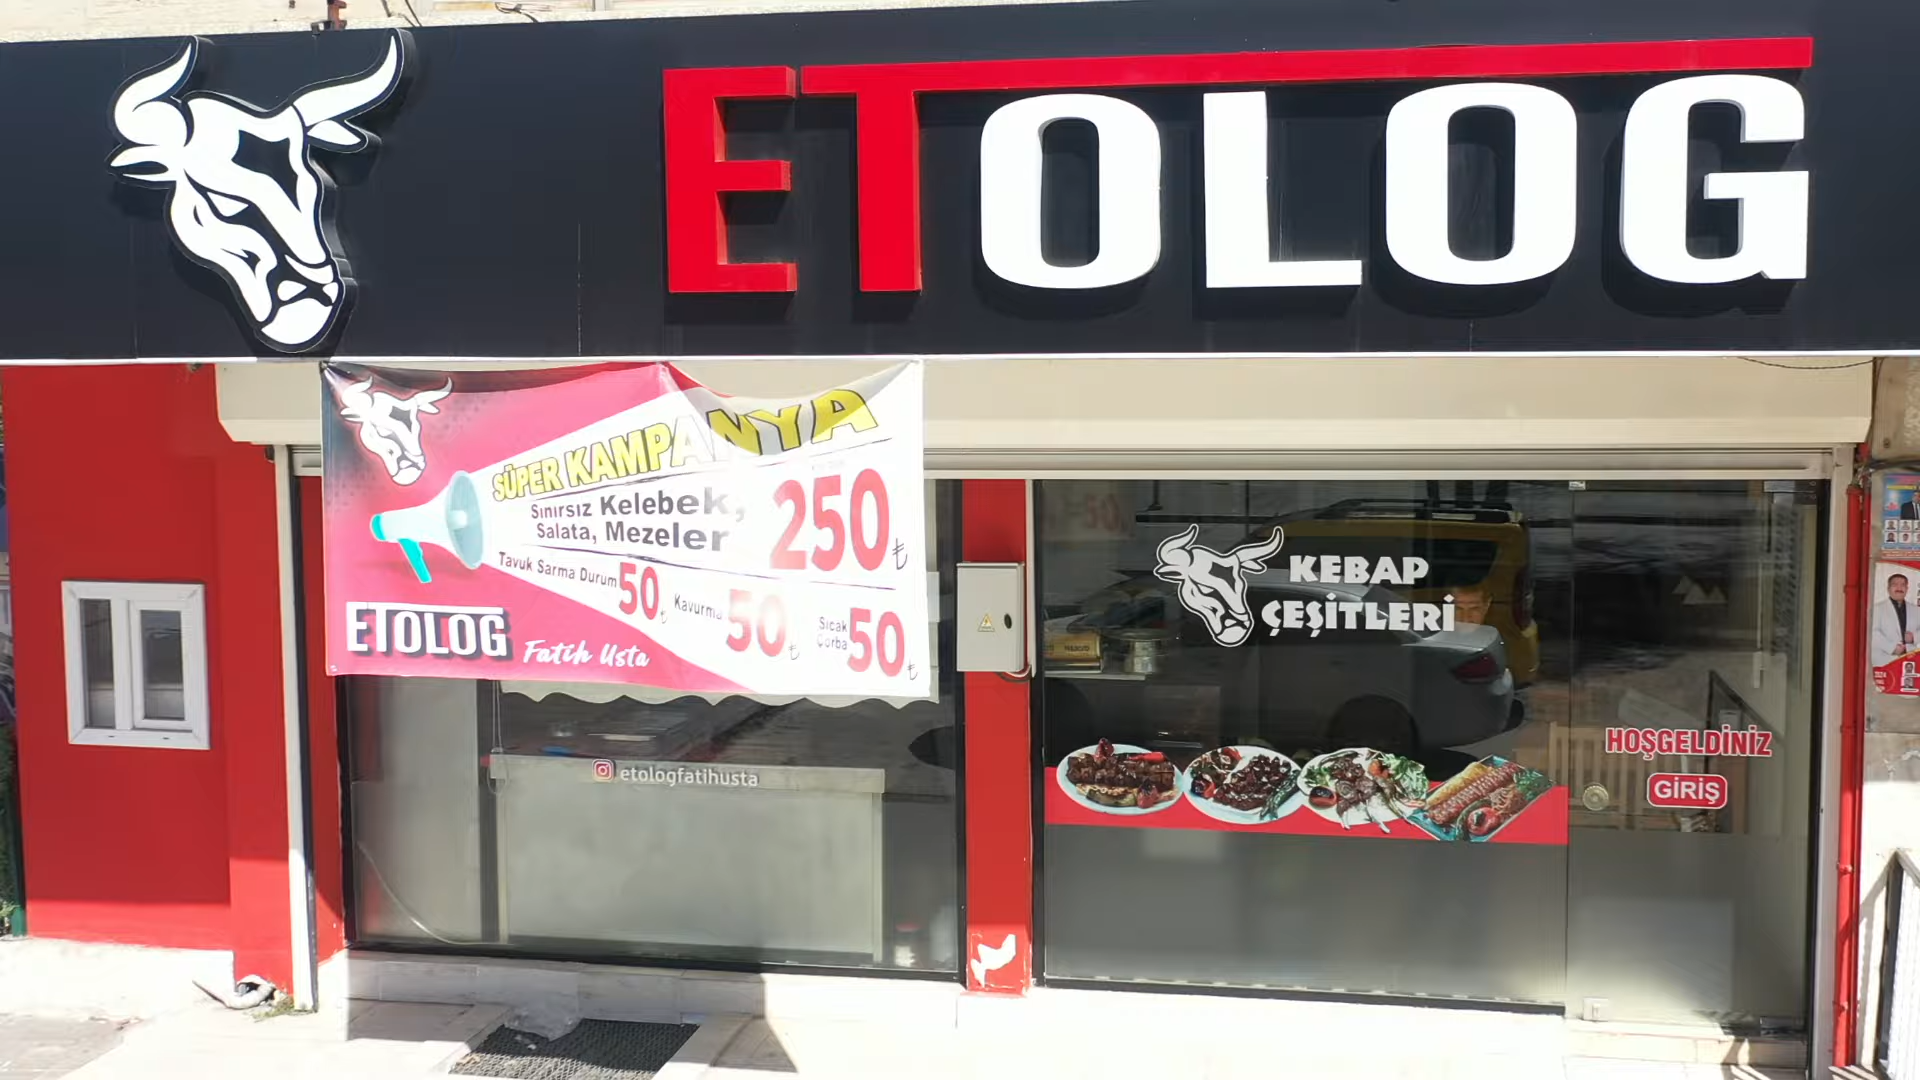 ETOLOG
SÜPER KAMPANYA
Sınırsız Kelebek,
Salata, Mezeler
250₺
Tavuk Sarma Durum 50₺
Kavurma 50₺
Sıcak
Çorba 50₺
ETOLOG
Fatih Usta
KEBAP
ÇEŞİTLERİ
etologfatihusta
HOŞGELDİNİZ
GİRİŞ